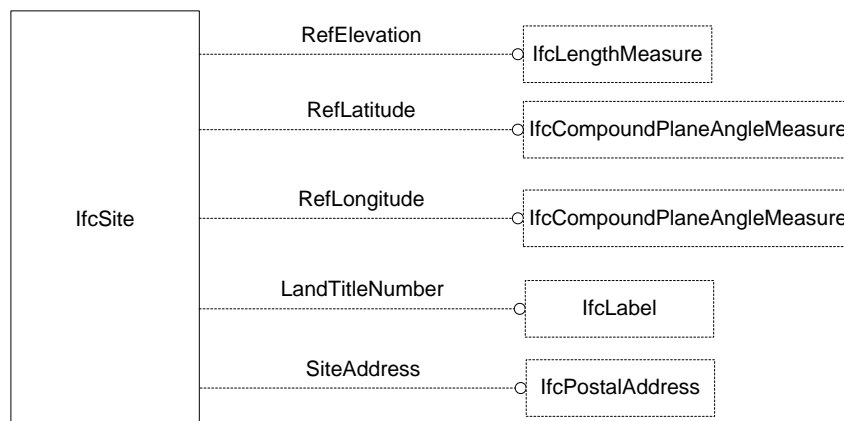 RefElevation
IfcLengthMeasure
RefLatitude
IfcCompoundPlaneAngleMeasure
RefLongitude
IfcCompoundPlaneAngleMeasure
IfcSite
LandTitleNumber
IfcLabel
SiteAddress
IfcPostalAddress